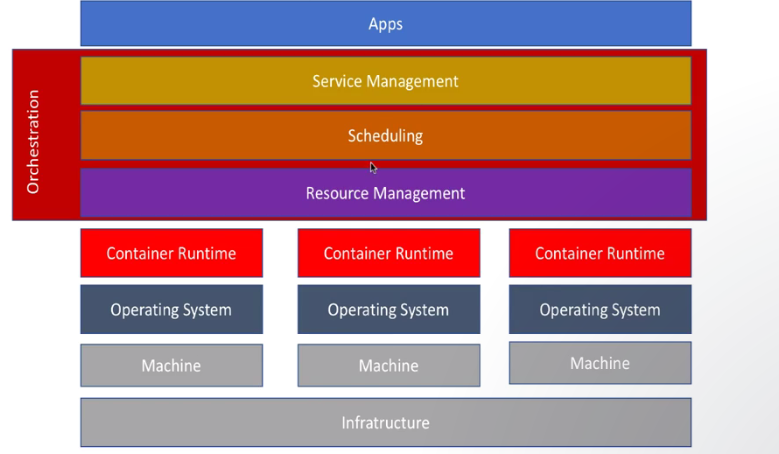 Apps
Orchestration
Service Management
Scheduling
Resource Management
Container Runtime
Container Runtime
Container Runtime
Operating System
Operating System
Operating System
Machine
Machine
Machine
Infratructure